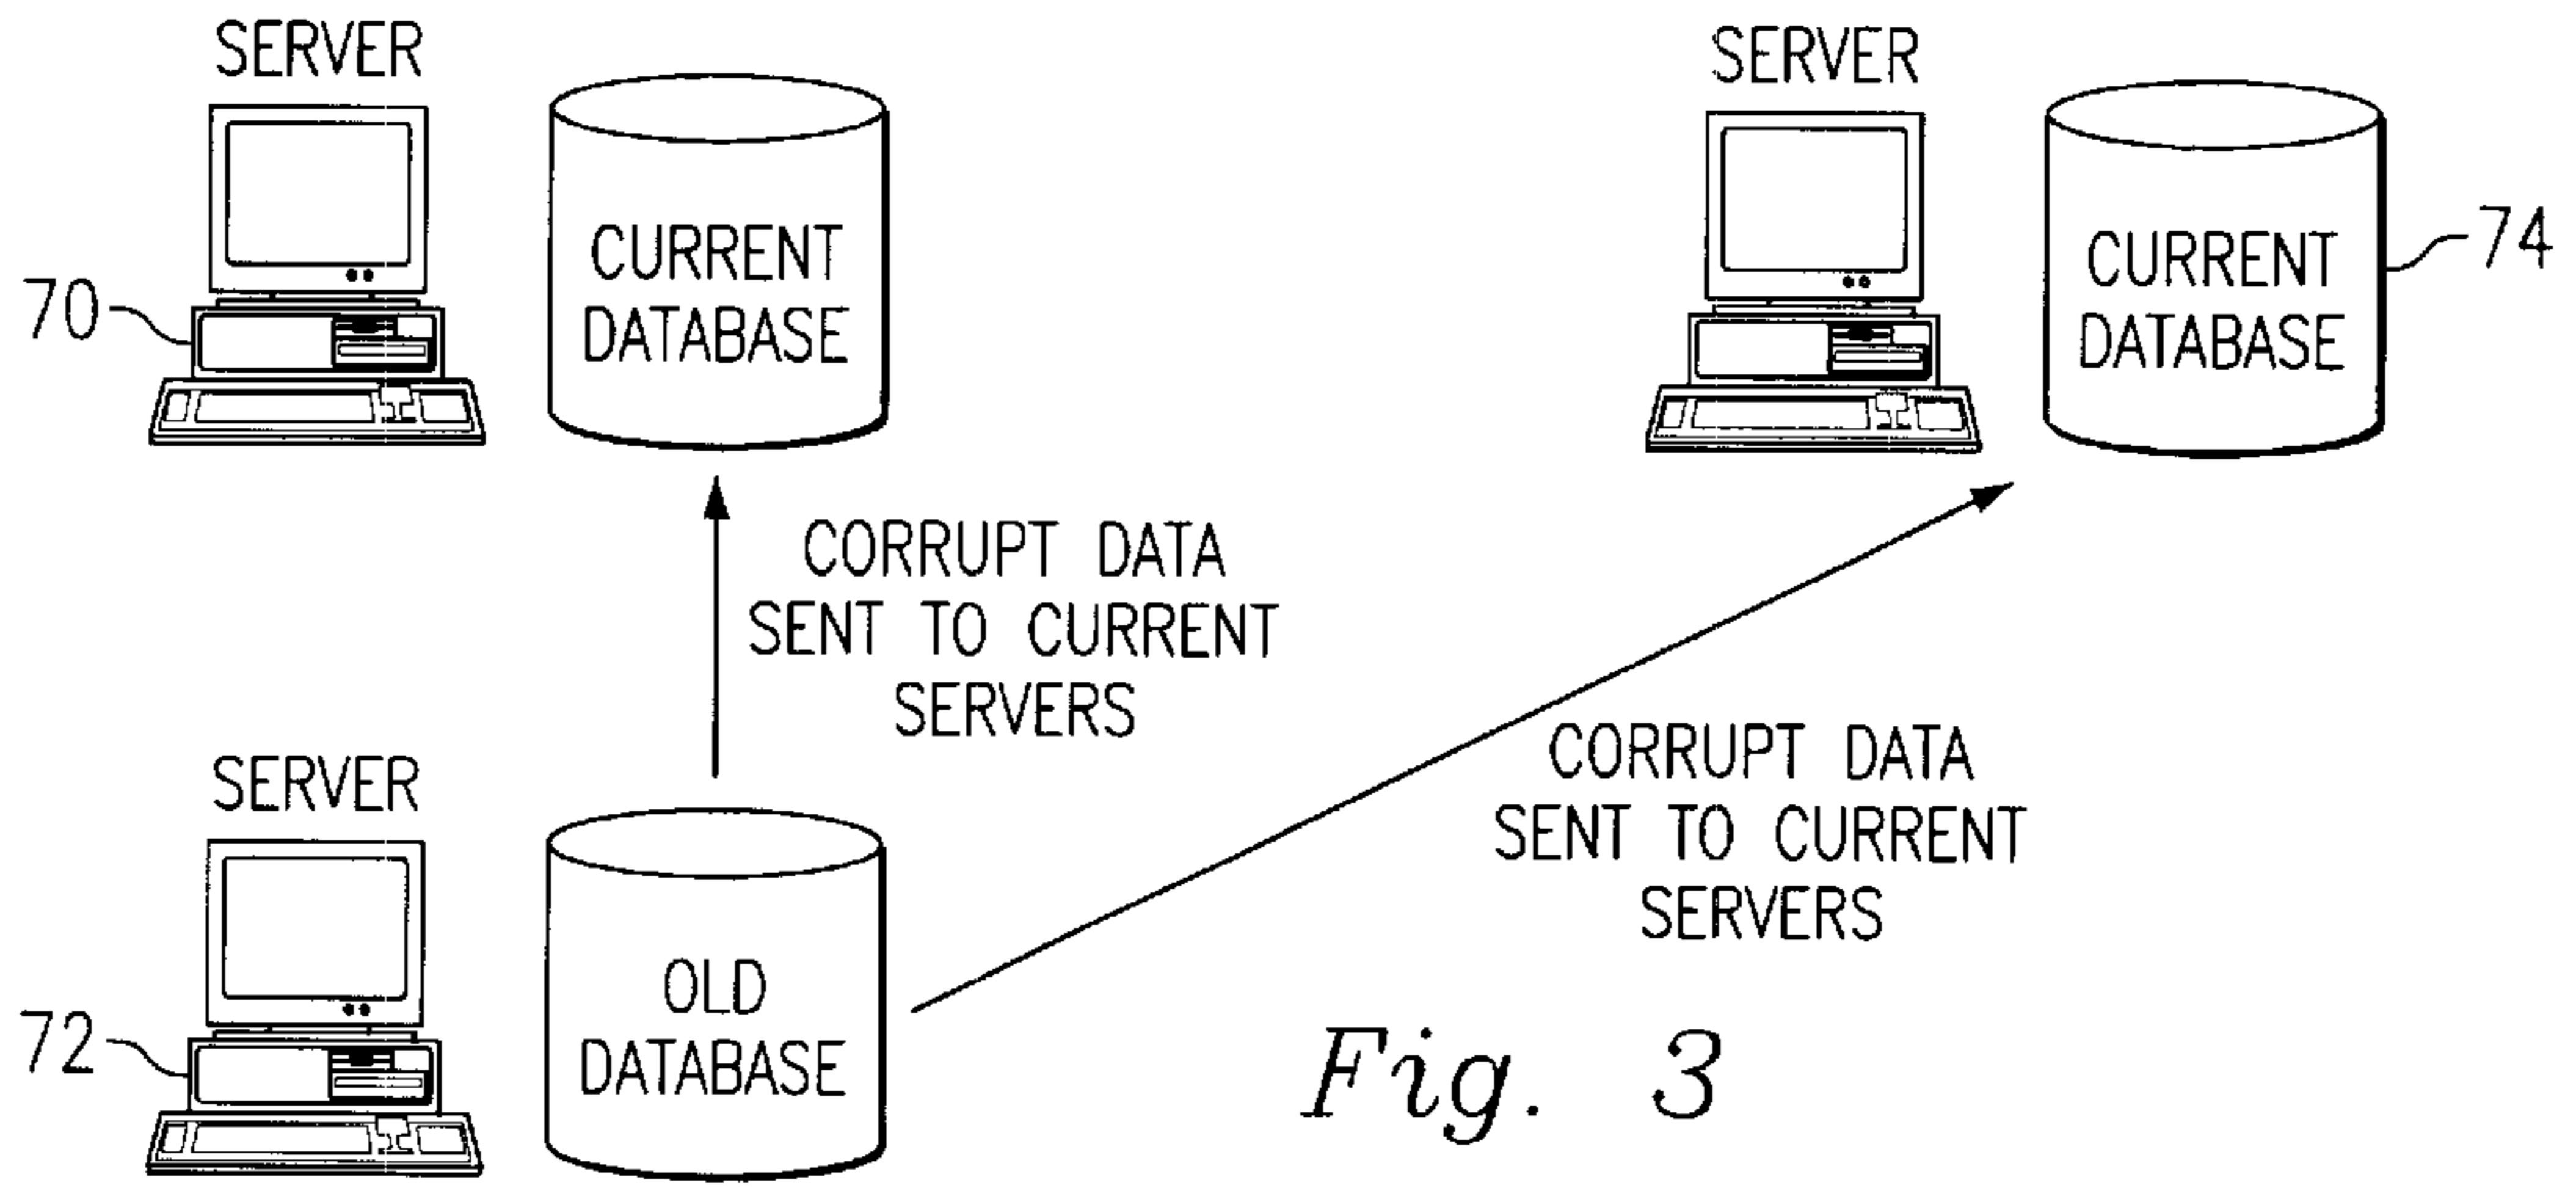 SERVER
CURRENT
DATABASE
70
SERVER
CURRENT
DATABASE
74
CORRUPT DATA
SENT TO CURRENT
SERVERS
CORRUPT DATA
SENT TO CURRENT
SERVERS
SERVER
OLD
DATABASE
72
Fig. 3